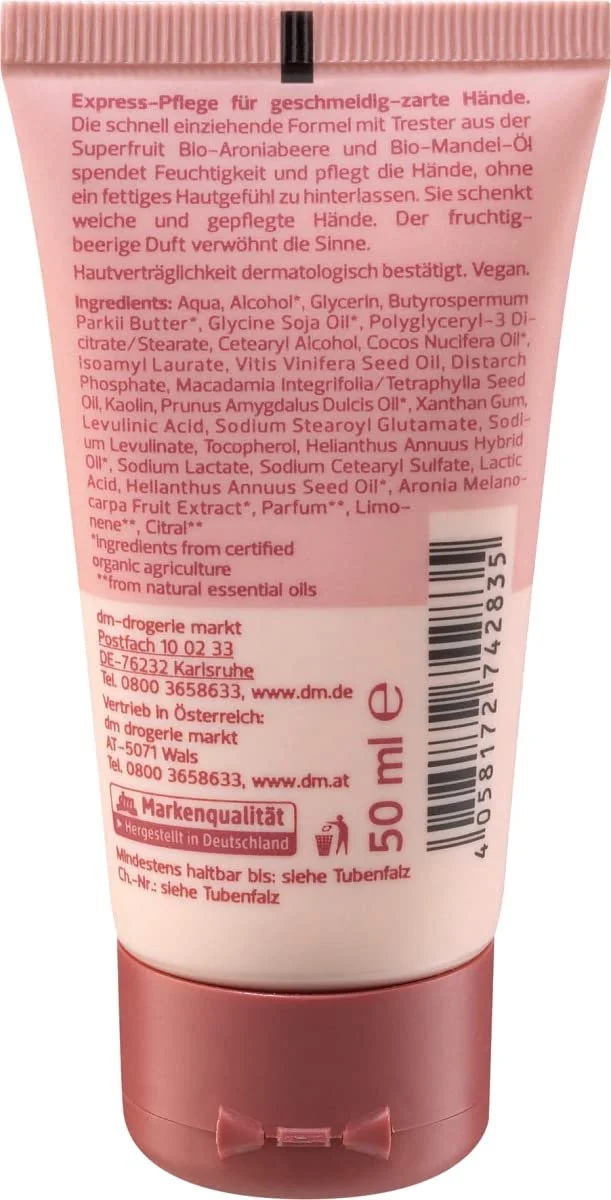 Express-Pflege für geschmeidig-zarte Hände.
Die schnell einziehende Formel mit Trester aus der
Superfruit Bio-Aroniabeere und Bio-Mandel-Öl
spendet Feuchtigkeit und pflegt die Hände, ohne
ein fettiges Hautgefühl zu hinterlassen. Sie schenkt
weiche und gepflegte Hände. Der fruchtig-
beerige Duft verwöhnt die Sinne.
Hautverträglichkeit dermatologisch bestätigt. Vegan.
Ingredients: Aqua, Alcohol*, Glycerin, Butyrospermum
Parkii Butter*, Glycine Soja Oil*, Polyglyceryl-3 Di-
citrate/Stearate, Cetearyl Alcohol, Cocos Nucifera Oil*,
Isoamyl Laurate, Vitis Vinifera Seed Oil, Distarch
Phosphate, Macadamia Integrifolia/Tetraphylla Seed
Oil, Kaolin, Prunus Amygdalus Dulcis Oil*, Xanthan Gum,
Levulinic Acid, Sodium Stearoyl Glutamate, Sodi-
um Levulinate, Tocopherol, Helianthus Annuus Hybrid
Oil*, Sodium Lactate, Sodium Cetearyl Sulfate, Lactic
Acid, Helianthus Annuus Seed Oil*, Aronia Melano-
carpa Fruit Extract*, Parfum**, Limo-
nene**, Citral**
*ingredients from certified
organic agriculture
**from natural essential oils
dm-drogerie markt
Postfach 10 02 33
DE-76232 Karlsruhe
Tel. 0800 3658633, www.dm.de
Vertrieb in Österreich:
dm drogerie markt
AT-5071 Wals
Tel. 0800 3658633, www.dm.at
dm Markenqualität
Hergestellt in Deutschland
Mindestens haltbar bis: siehe Tubenfalz
Ch.-Nr.: siehe Tubenfalz
50 ml e
4 058172 742835